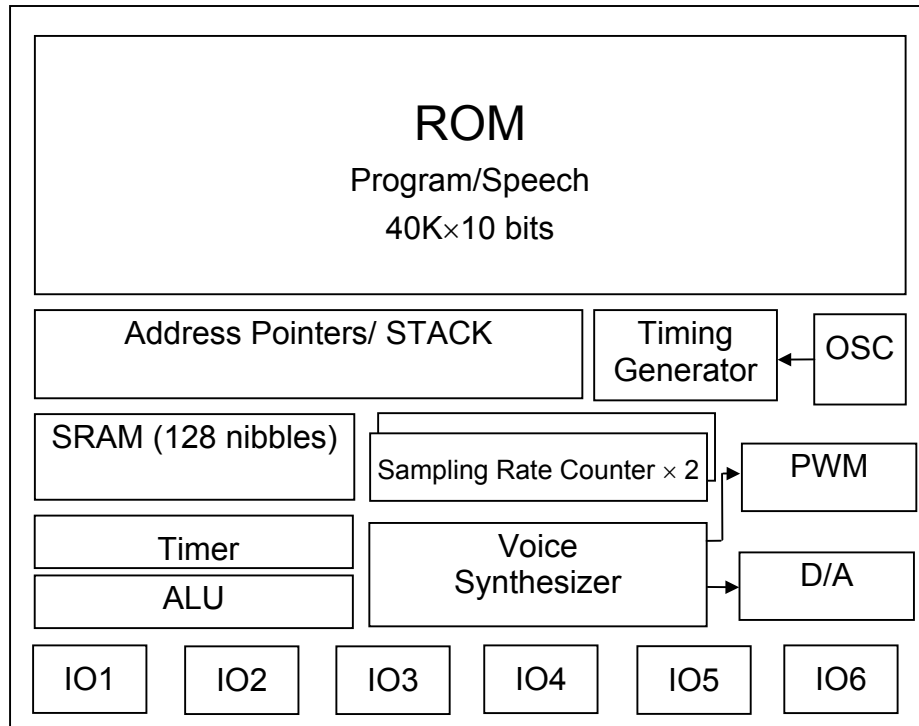 ROM
Program/Speech
40K×10 bits
Address Pointers/ STACK
Timing
Generator
OSC
SRAM (128 nibbles)
Sampling Rate Counter × 2
PWM
Timer
Voice
Synthesizer
D/A
ALU
IO1
IO2
IO3
IO4
IO5
IO6